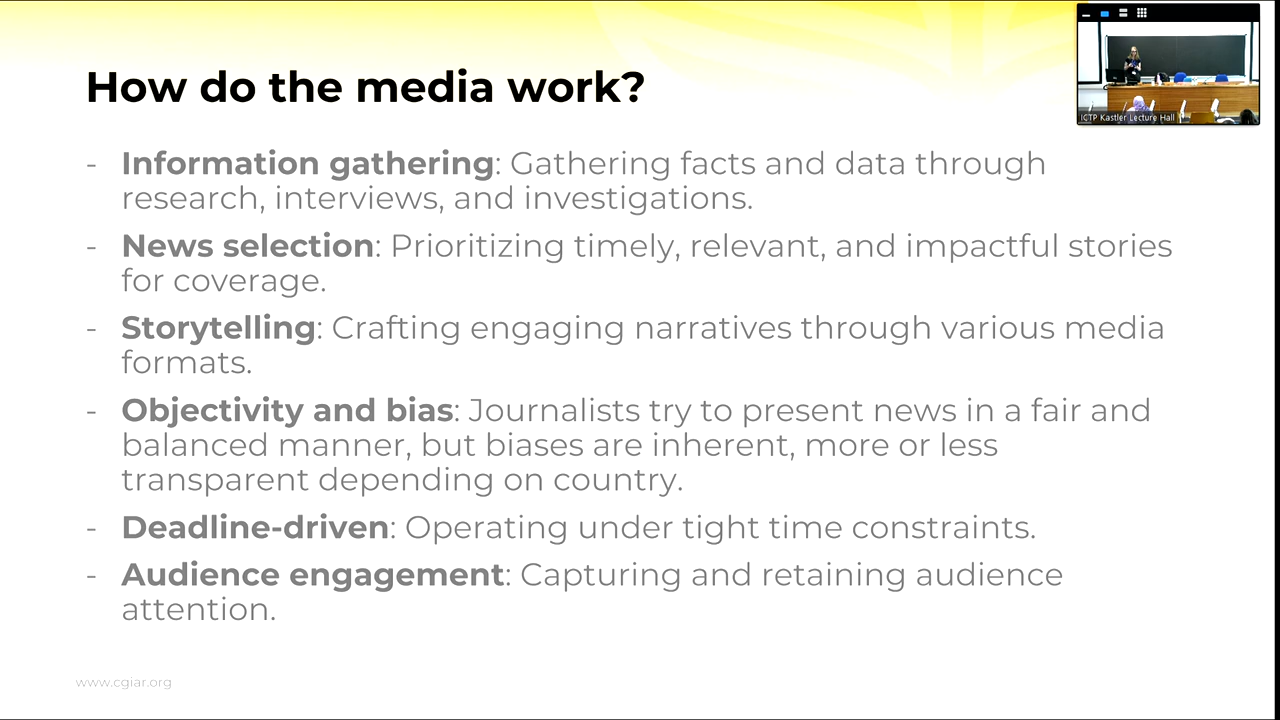 How do the media work?
ICTP Kastler Lecture Hall
- Information gathering: Gathering facts and data through
research, interviews, and investigations.
- News selection: Prioritizing timely, relevant, and impactful stories
for coverage.
- Storytelling: Crafting engaging narratives through various media
formats.
- Objectivity and bias: Journalists try to present news in a fair and
balanced manner, but biases are inherent, more or less
transparent depending on country.
- Deadline-driven: Operating under tight time constraints.
- Audience engagement: Capturing and retaining audience
attention.
www.cgiar.org